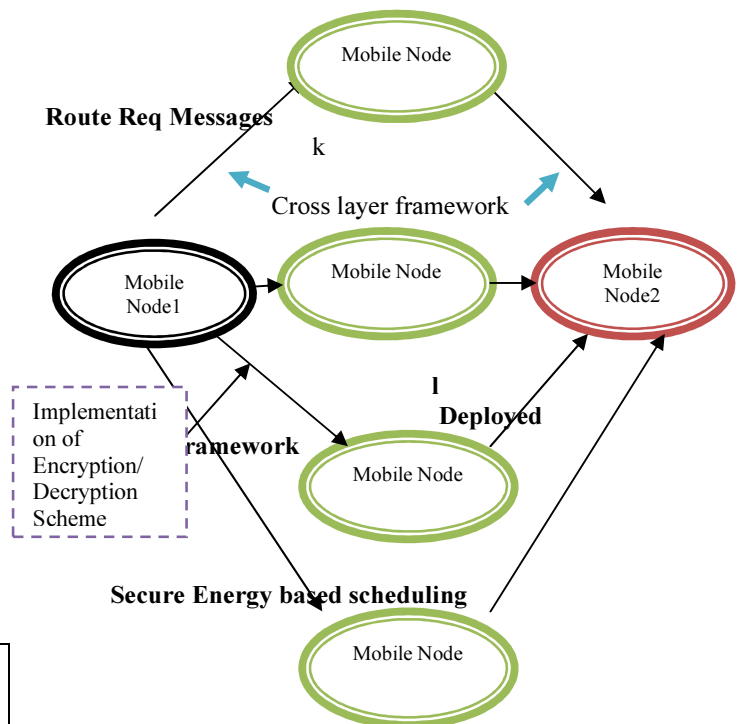 Mobile Node
Route Req Messages
k
Cross layer framework
Mobile
Node1
Mobile Node
Mobile
Node2
l
Deployed
Implementati
on of
Encryption/
Decryption
Scheme
ramework
Mobile Node
Secure Energy based scheduling
Mobile Node